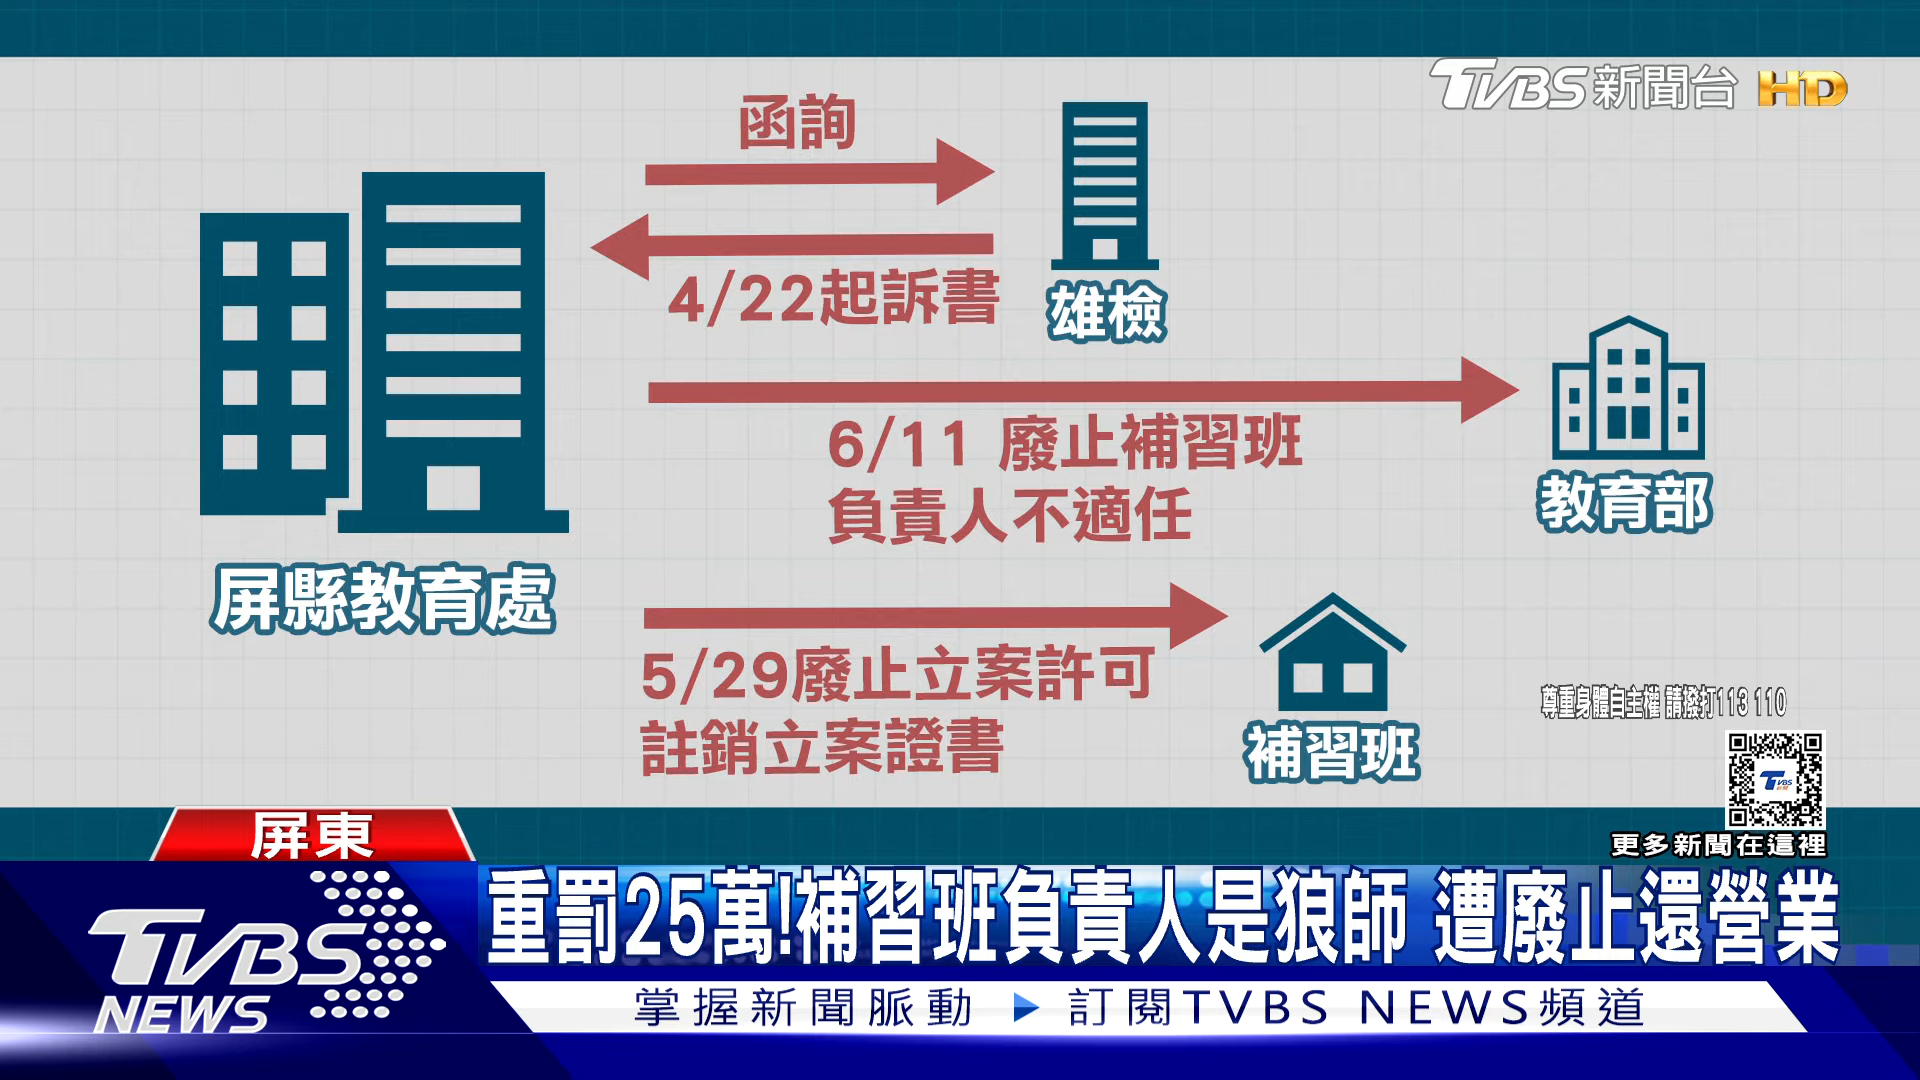 TVBS新聞台 HD
函詢
4/22起訴書
雄檢
6/11 廢止補習班
負責人不適任
教育部
屏縣教育處
5/29廢止立案許可
註銷立案證書
補習班
尊重身體自主權 請撥打113 110
TVBS
新聞
更多新聞在這裡
屏東
重罰25萬!補習班負責人是狼師 遭廢止還營業
TVBS
NEWS
掌握新聞脈動 ▶ 訂閱TVBS NEWS頻道